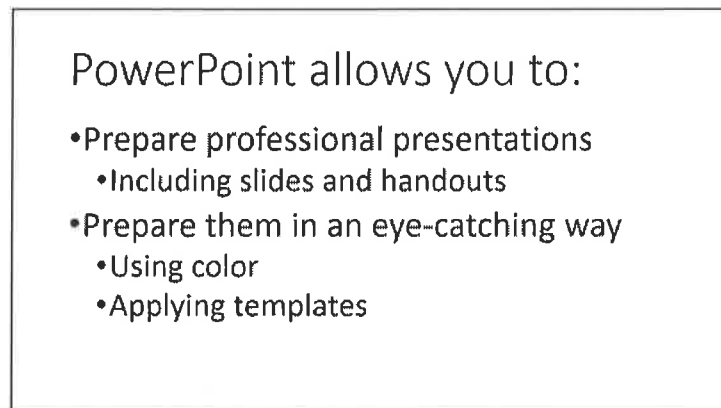 PowerPoint allows you to:
•Prepare professional presentations
•Including slides and handouts
•Prepare them in an eye-catching way
•Using color
•Applying templates